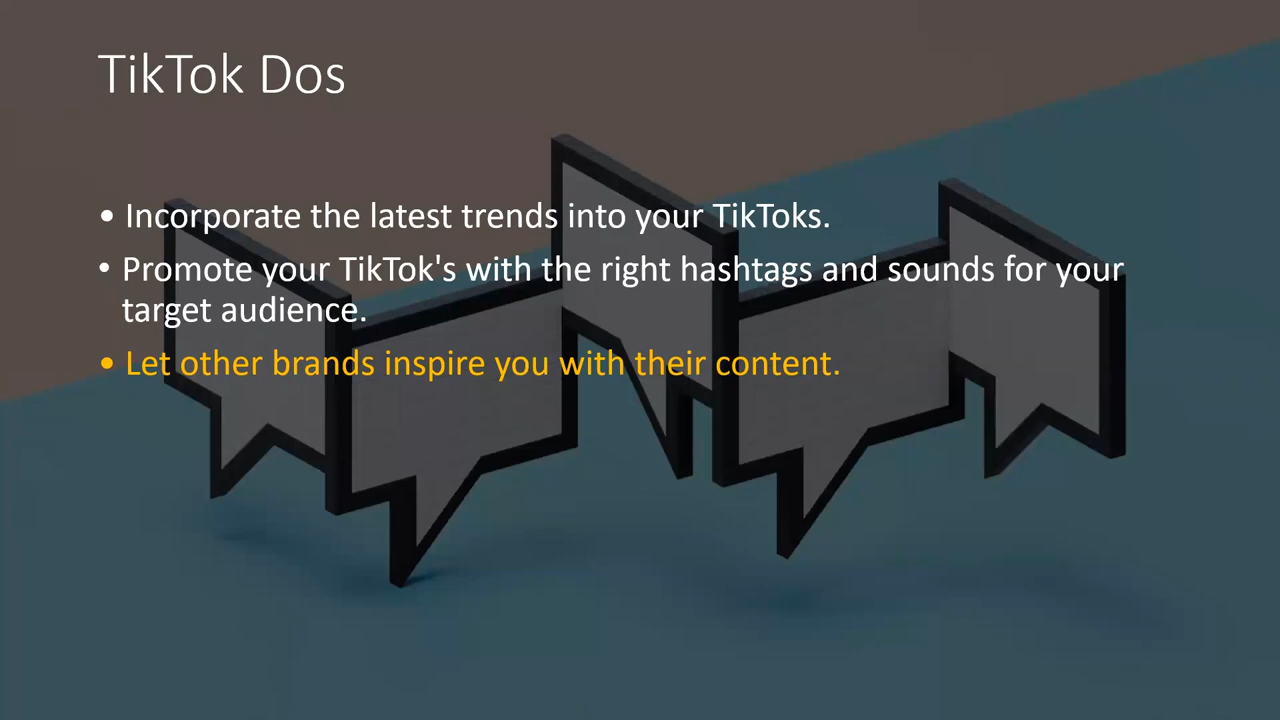 TikTok Dos
• Incorporate the latest trends into your TikToks.
• Promote your TikTok's with the right hashtags and sounds for your
target audience.
• Let other brands inspire you with their content.